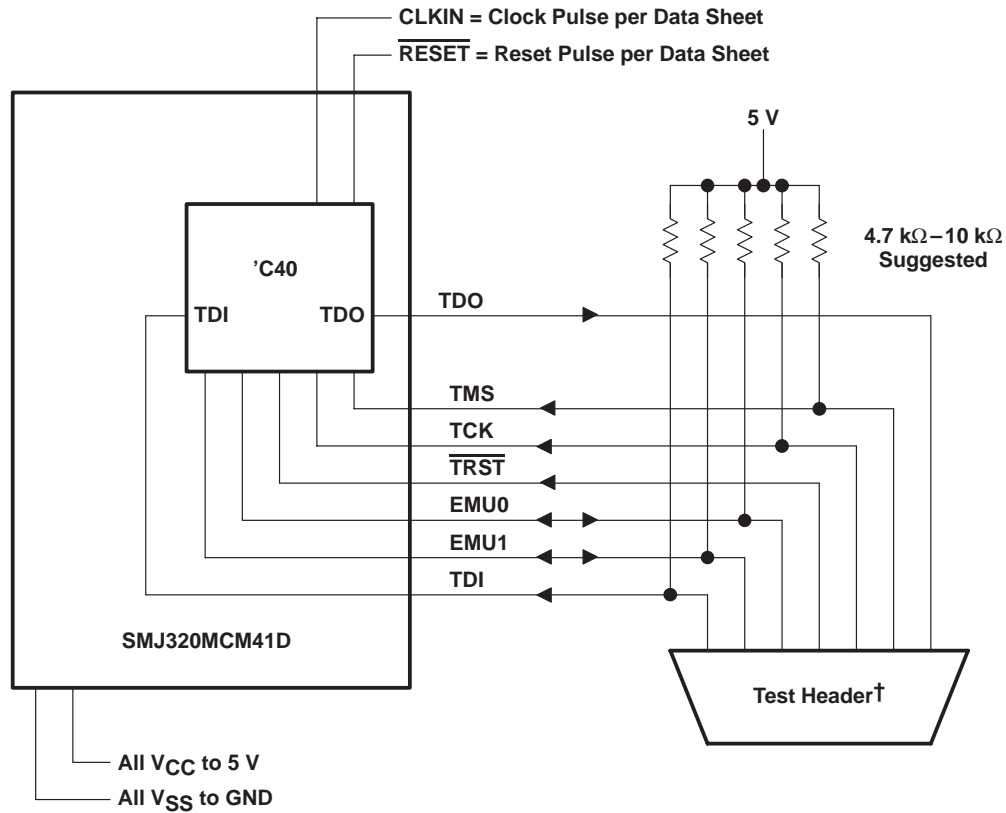 CLKIN = Clock Pulse per Data Sheet
RESET = Reset Pulse per Data Sheet
5 V
4.7 kΩ–10 kΩ
Suggested
’C40
TDI
TDO
TDO
TMS
TCK
TRST
EMU0
EMU1
TDI
SMJ320MCM41D
Test Header†
All VCC to 5 V
All VSS to GND